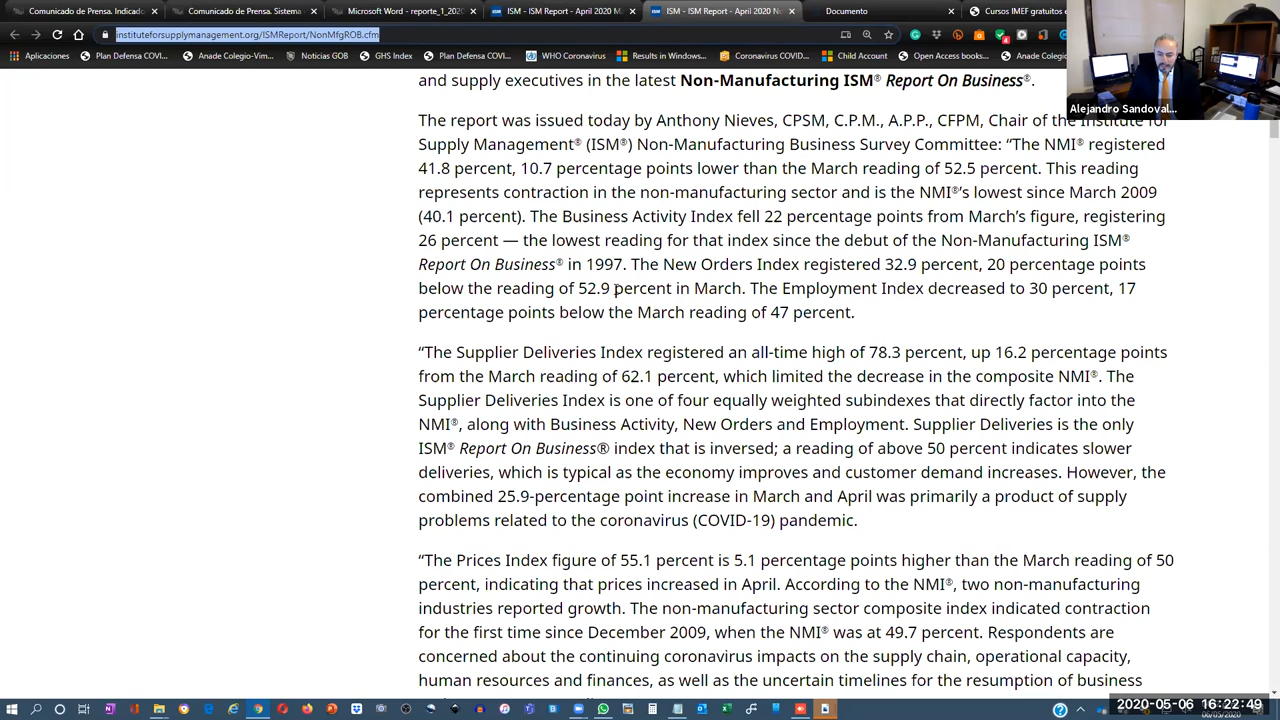 Comunicado de Prensa. Indicado
Comunicado de Prensa. Sistema
Microsoft Word - reporte_1_2020
ISM - ISM Report - April 2020 M
ISM - ISM Report - April 2020 No
Documento
Cursos IMEF gratuitos e
instituteforsupplymanagement.org/ISMReport/NonMfgROB.cfm
Aplicaciones
Plan Defensa COVI...
Anade Colegio-Vim...
Noticias GOB
GHS Index
Plan Defensa COVI...
WHO Coronavirus
Results in Windows...
Coronavirus COVID...
Child Account
Open Access books...
Anade Colegio
Alejandro Sandoval...
and supply executives in the latest Non-Manufacturing ISM® Report On Business®.
The report was issued today by Anthony Nieves, CPSM, C.P.M., A.P.P., CFPM, Chair of the Institute for
Supply Management® (ISM®) Non-Manufacturing Business Survey Committee: “The NMI® registered
41.8 percent, 10.7 percentage points lower than the March reading of 52.5 percent. This reading
represents contraction in the non-manufacturing sector and is the NMI®’s lowest since March 2009
(40.1 percent). The Business Activity Index fell 22 percentage points from March’s figure, registering
26 percent — the lowest reading for that index since the debut of the Non-Manufacturing ISM®
Report On Business® in 1997. The New Orders Index registered 32.9 percent, 20 percentage points
below the reading of 52.9 percent in March. The Employment Index decreased to 30 percent, 17
percentage points below the March reading of 47 percent.
“The Supplier Deliveries Index registered an all-time high of 78.3 percent, up 16.2 percentage points
from the March reading of 62.1 percent, which limited the decrease in the composite NMI®. The
Supplier Deliveries Index is one of four equally weighted subindexes that directly factor into the
NMI®, along with Business Activity, New Orders and Employment. Supplier Deliveries is the only
ISM® Report On Business® index that is inversed; a reading of above 50 percent indicates slower
deliveries, which is typical as the economy improves and customer demand increases. However, the
combined 25.9-percentage point increase in March and April was primarily a product of supply
problems related to the coronavirus (COVID-19) pandemic.
“The Prices Index figure of 55.1 percent is 5.1 percentage points higher than the March reading of 50
percent, indicating that prices increased in April. According to the NMI®, two non-manufacturing
industries reported growth. The non-manufacturing sector composite index indicated contraction
for the first time since December 2009, when the NMI® was at 49.7 percent. Respondents are
concerned about the continuing coronavirus impacts on the supply chain, operational capacity,
human resources and finances, as well as the uncertain timelines for the resumption of business
2020-05-06 16:22:49